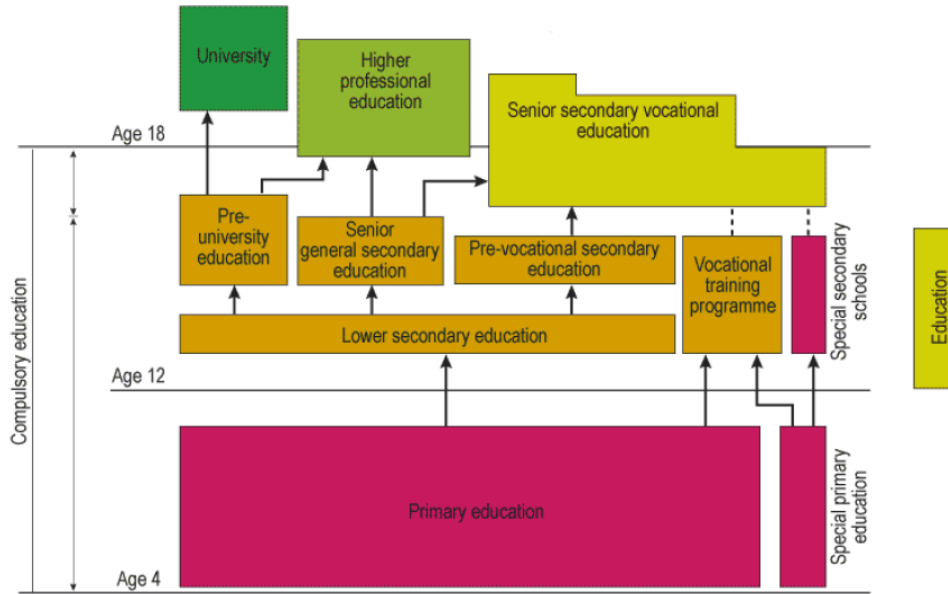 University
Higher
professional
education
Senior secondary vocational
education
Age 18
Pre-
university
education
Senior
general secondary
education
Pre-vocational secondary
education
Vocational
training
programme
Special secondary
schools
Education
Lower secondary education
Age 12
Compulsory education
Primary education
Special primary
education
Age 4